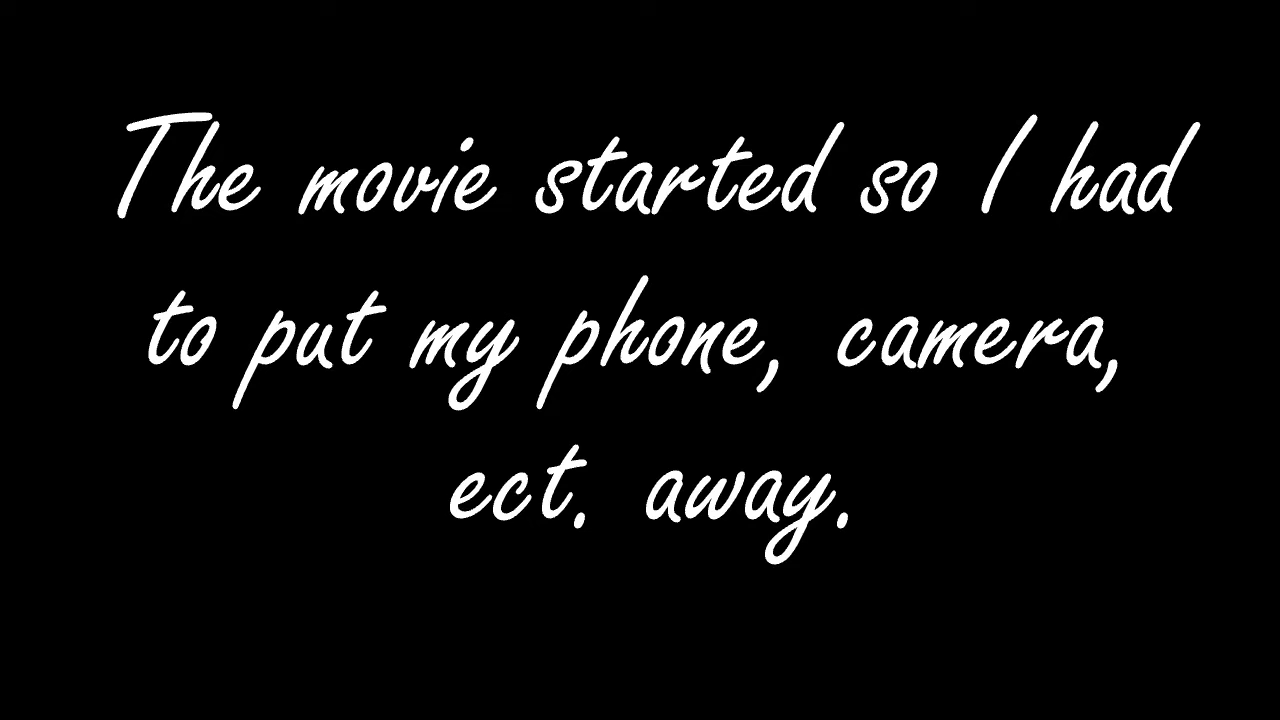 The movie started so I had
to put my phone, camera,
ect. away.